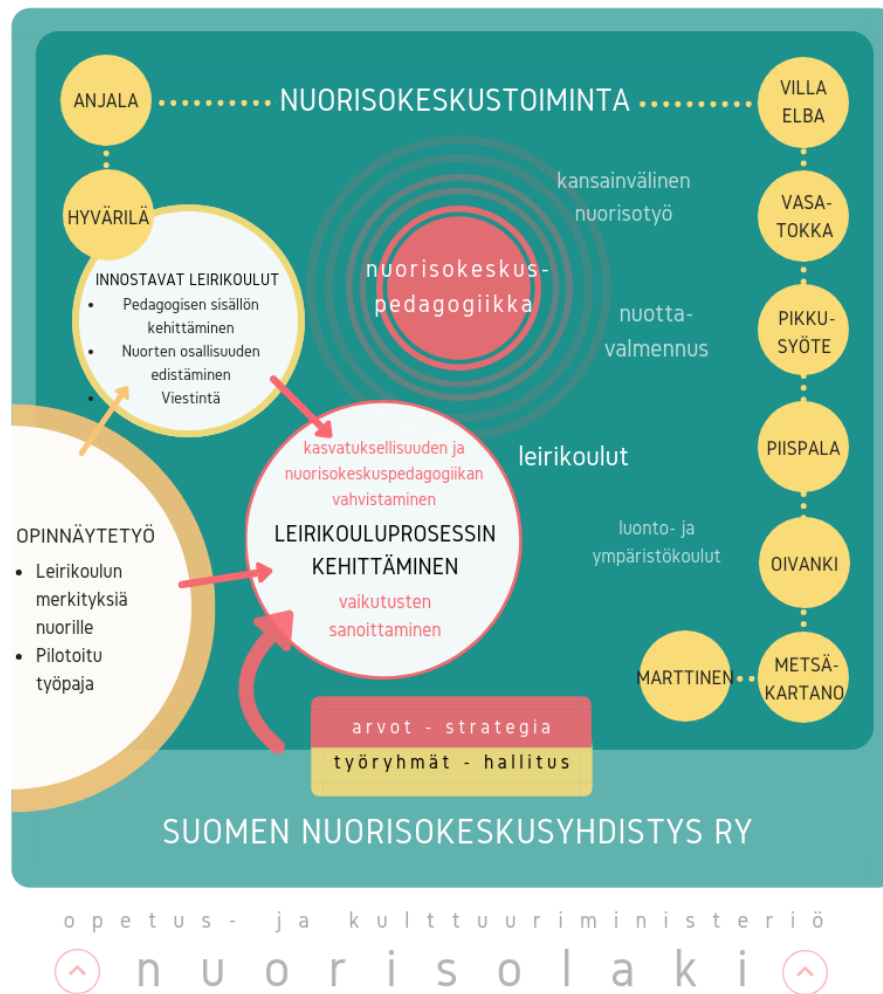 ANJALA
NUORISOKESKUSTOIMINTA
VILLA
ELBA
HYVÄRILÄ
kansainvälinen
nuorisotyö
VASA-
TOKKA
INNOSTAVAT LEIRIKOULUT
• Pedagogisen sisällön
kehittäminen
• Nuorten osallisuuden
edistäminen
• Viestintä
nuorisokeskus-
pedagogiikka
nuotta-
valmennus
PIKKU-
SYÖTE
kasvatuksellisuuden ja
nuorisokeskuspedagogiikan
vahvistaminen
LEIRIKOULUPROSESSIN
KEHITTÄMINEN
vaikutusten
sanoittaminen
leirikoulut
PIISPALA
OPINNÄYTETYÖ
• Leirikoulun
merkityksiä
nuorille
• Pilotoitu
työpaja
luonto- ja
ympäristökoulut
OIVANKI
MARTTINEN
METSÄ-
KARTANO
arvot - strategia
työryhmät - hallitus
SUOMEN NUORISOKESKUSYHDISTYS RY
opetus- ja kulttuuriministeriö
nuorisolaki